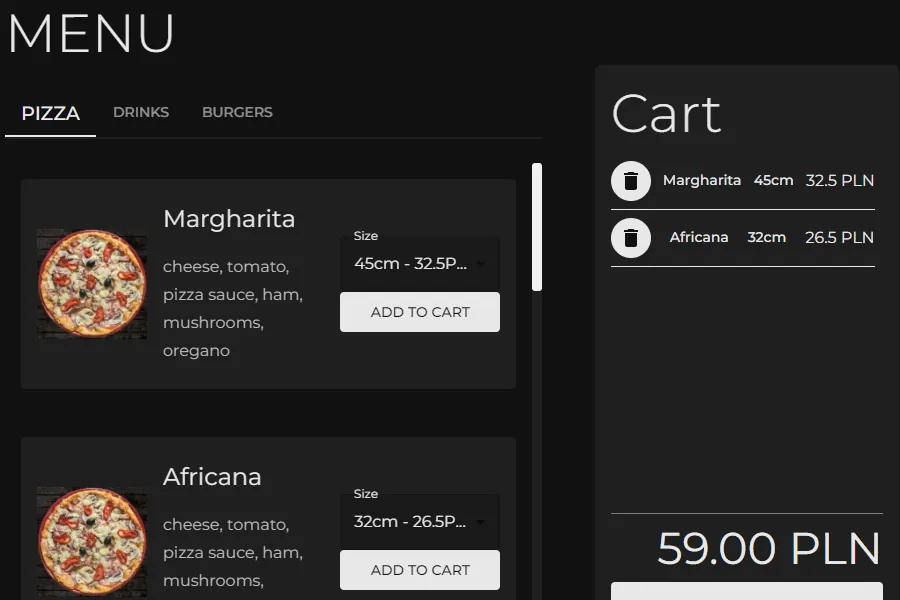 MENU
PIZZA DRINKS BURGERS
Margharita
cheese, tomato,
pizza sauce, ham,
mushrooms,
oregano
Size
45cm - 32.5P...
ADD TO CART
Africana
cheese, tomato,
pizza sauce, ham,
mushrooms,
Size
32cm - 26.5P...
ADD TO CART
Cart
Margharita 45cm 32.5 PLN
Africana 32cm 26.5 PLN
59.00 PLN